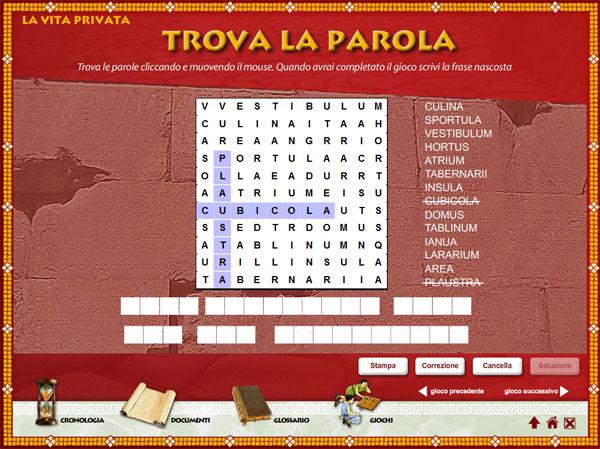 LA VITA PRIVATA
TROVA LA PAROLA
Trova le parole cliccando e muovendo il mouse. Quando avrai completato il gioco scrivi la frase nascosta
V V E S T I B U L U M
C U L I N A I T A A H
A R E A A N G R R I O
S P O R T U L A A C R
O L L A E A D U R R T
A A T R I U M E I S U
C U B I C O L A U T S
S S E D T R D O M U S
A T A B L I N U M N Q
U R I L L I N S U L A
T A B E R N A R I I A
CULINA
SPORTULA
VESTIBULUM
HORTUS
ATRIUM
TABERNARII
INSULA
CUBICOLA
DOMUS
TABLINUM
IANUA
LARARIUM
AREA
PLAUSTRA
Stampa
Correzione
Cancella
Soluzione
gioco precedente
gioco successivo
CRONOLOGIA
DOCUMENTI
GLOSSARIO
GIOCHI